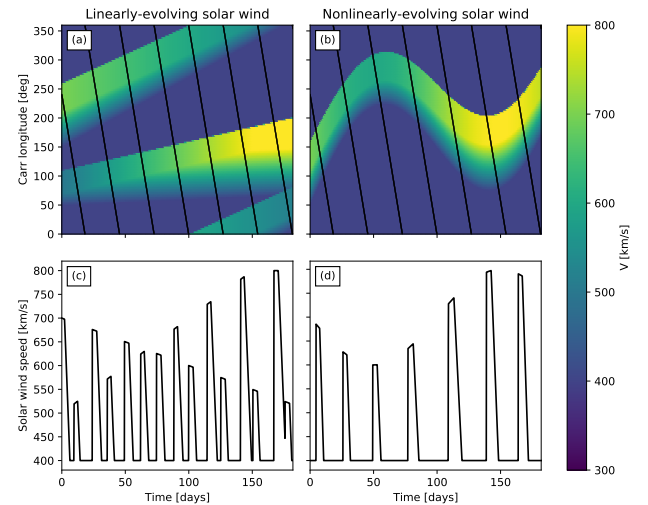 Linearly-evolving solar wind
Nonlinearly-evolving solar wind
(a)
(b)
350
300
250
200
150
100
50
0
Carr longitude [deg]
800
700
600
500
400
300
V [km/s]
(c)
(d)
800
750
700
650
600
550
500
450
400
Solar wind speed [km/s]
0
50
100
150
0
50
100
150
Time [days]
Time [days]